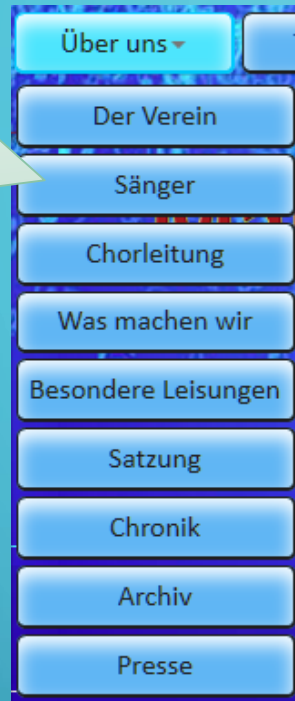 Über uns
Der Verein
Sänger
Chorleitung
Was machen wir
Besondere Leisungen
Satzung
Chronik
Archiv
Presse